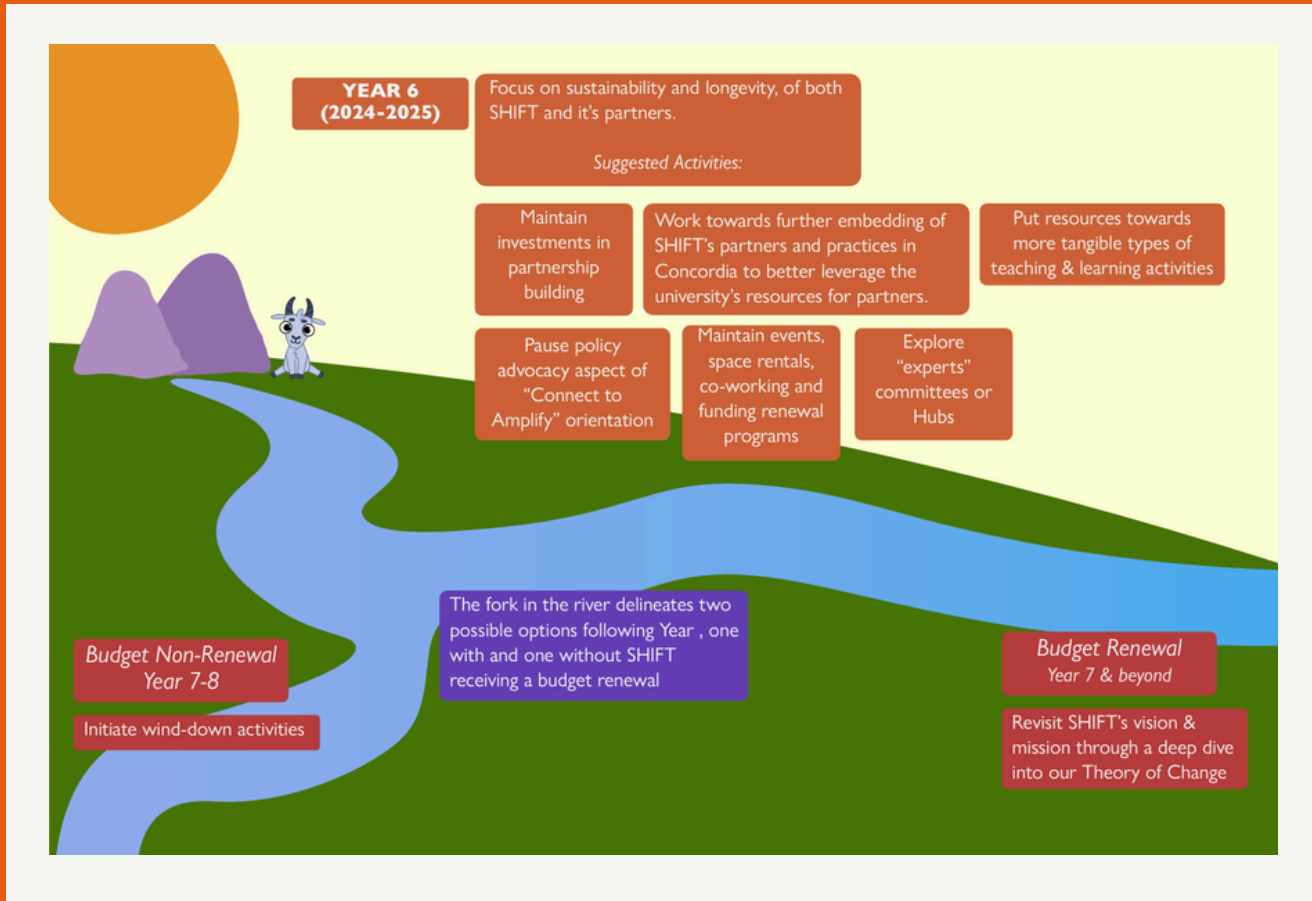 YEAR 6
(2024-2025)
Focus on sustainability and longevity, of both
SHIFT and it's partners.
Suggested Activities:
Maintain
investments in
partnership
building
Work towards further embedding of
SHIFT's partners and practices in
Concordia to better leverage the
university's resources for partners.
Put resources towards
more tangible types of
teaching & learning activities
Pause policy
advocacy aspect of
“Connect to
Amplify” orientation
Maintain events,
space rentals,
co-working and
funding renewal
programs
Explore
“experts”
committees or
Hubs
The fork in the river delineates two
possible options following Year , one
with and one without SHIFT
receiving a budget renewal
Budget Non-Renewal
Year 7-8
Initiate wind-down activities
Budget Renewal
Year 7 & beyond
Revisit SHIFT's vision &
mission through a deep dive
into our Theory of Change